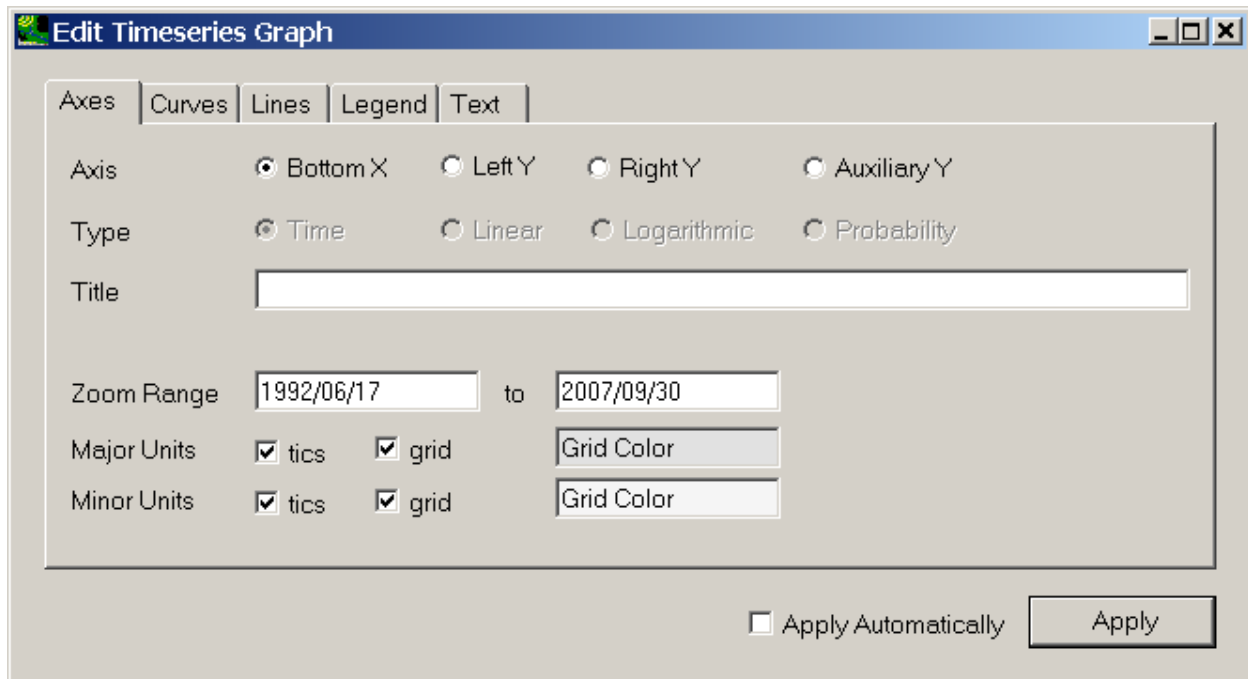 Edit Timeseries Graph
Axes Curves Lines Legend Text
Axis Bottom X Left Y Right Y Auxiliary Y
Type Time Linear Logarithmic Probability
Title
Zoom Range 1992/06/17 to 2007/09/30
Major Units tics grid Grid Color
Minor Units tics grid Grid Color
Apply Automatically Apply